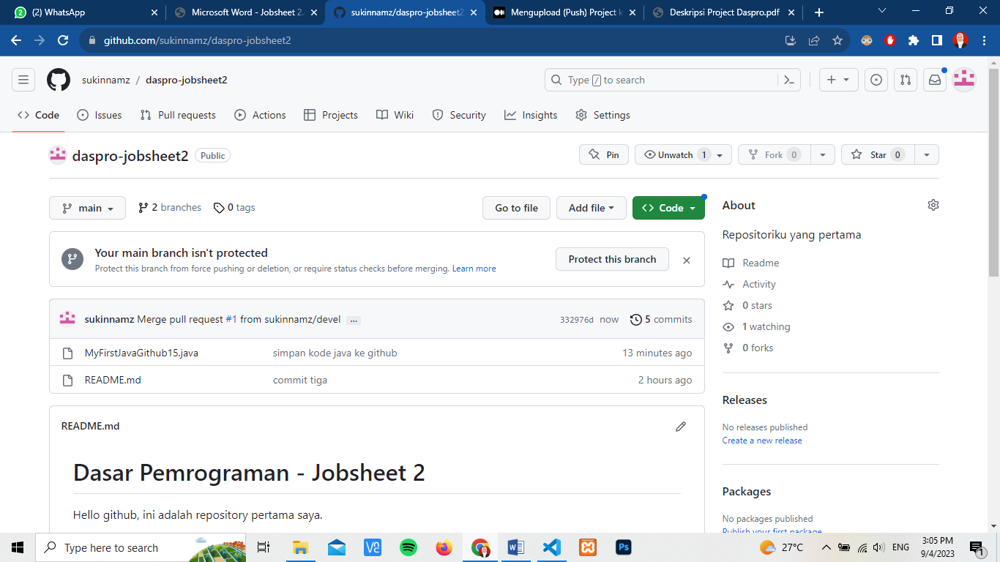 (2) WhatsApp
Microsoft Word - Jobsheet 2.
sukinnamz/daspro-jobsheet2
Mengupload (Push) Project k
Deskripsi Project Daspro.pdf
github.com/sukinnamz/daspro-jobsheet2
sukinnamz / daspro-jobsheet2
Type / to search
Code
Issues
Pull requests
Actions
Projects
Wiki
Security
Insights
Settings
daspro-jobsheet2 Public
Pin
Unwatch 1
Fork 0
Star 0
main
2 branches
0 tags
Go to file
Add file
Code
About
Your main branch isn't protected
Protect this branch from force pushing or deletion, or require status checks before merging. Learn more
Protect this branch
Repositoriku yang pertama
Readme
Activity
0 stars
1 watching
0 forks
sukinnamz Merge pull request #1 from sukinnamz/devel ... 332976d now 5 commits
MyFirstJavaGithub15.java simpan kode java ke github 13 minutes ago
README.md commit tiga 2 hours ago
Releases
No releases published
Create a new release
README.md
Dasar Pemrograman - Jobsheet 2
Hello github, ini adalah repository pertama saya.
Packages
No packages published
Publish your first package
Type here to search
27°C
ENG
3:05 PM
9/4/2023
1